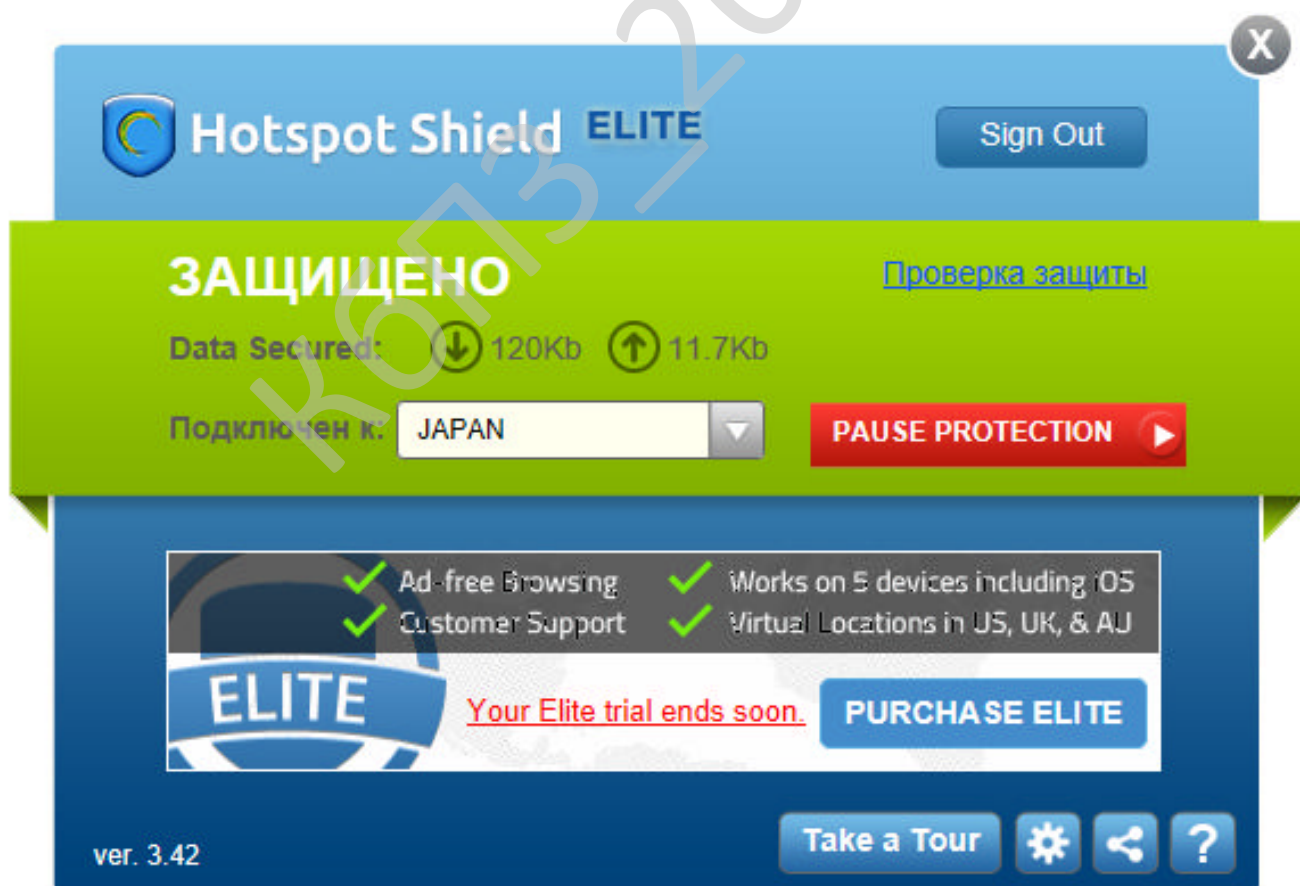 X
Hotspot Shield ELITE
Sign Out
ЗАЩИЩЕНО
Проверка защиты
Data Secured: 120Kb 11.7Kb
Подключен к: JAPAN
PAUSE PROTECTION
Ad-free Browsing
Works on 5 devices including iOS
Customer Support
Virtual Locations in US, UK, & AU
ELITE
Your Elite trial ends soon.
PURCHASE ELITE
ver. 3.42
Take a Tour
?